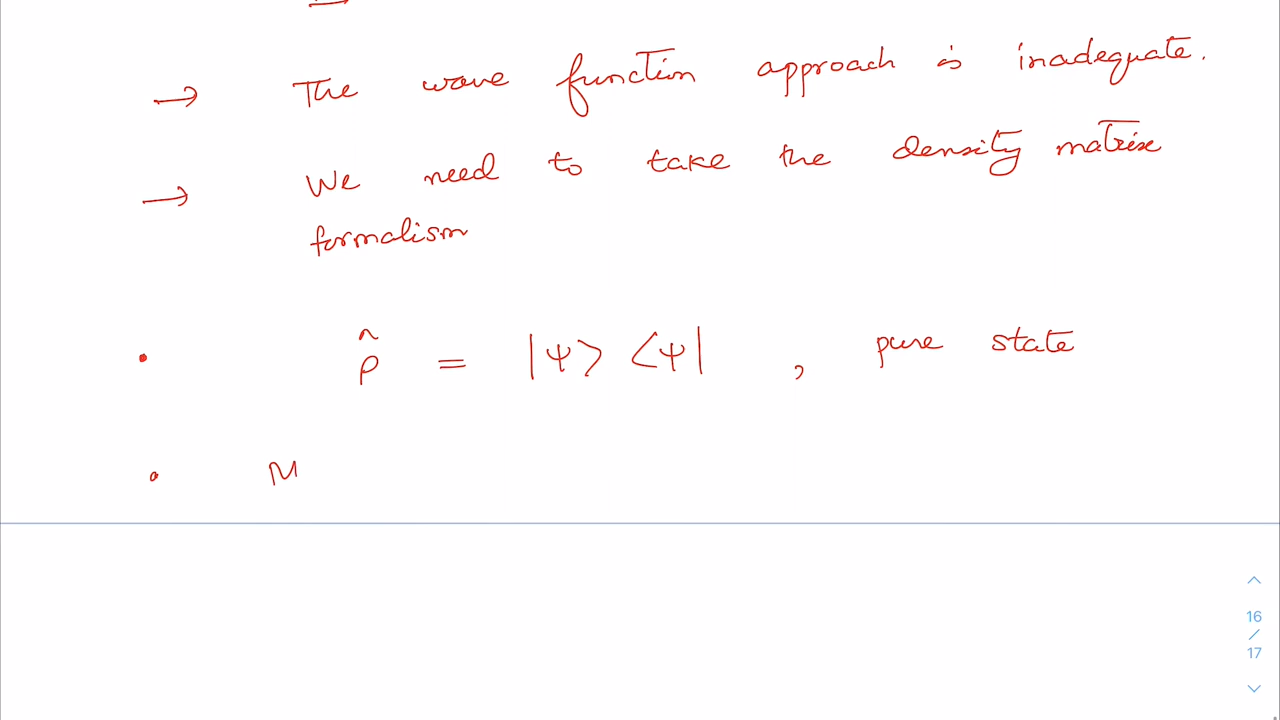 → The wave function approach is inadequate.
→ We need to take the density matrix
formalism
• ρ̂ = |Ψ> <Ψ| , pure state
• M
16
/
17